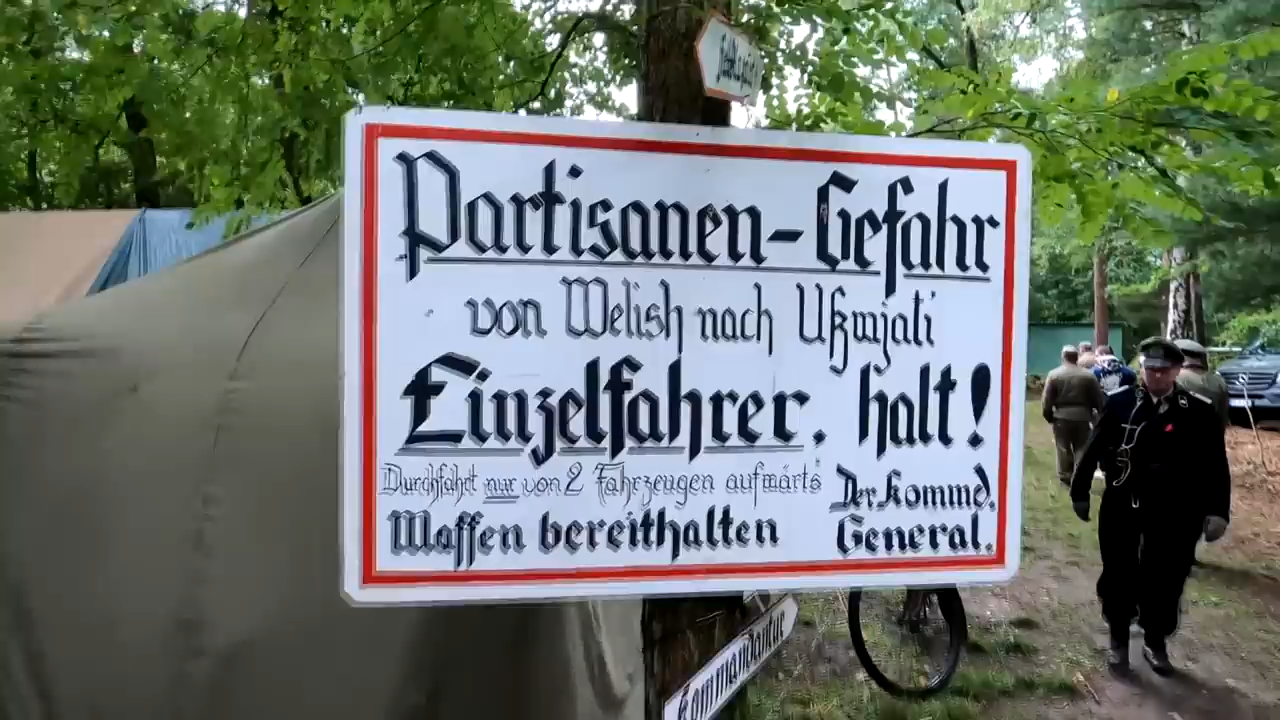 Partisanen-Gefahr
von Welish nach Ußwjati
Einzelfahrer, halt!
Durchfahrt nur von 2 Fahrzeugen aufwärts
Waffen bereithalten
Der Kommd.
General.
Kommandantur